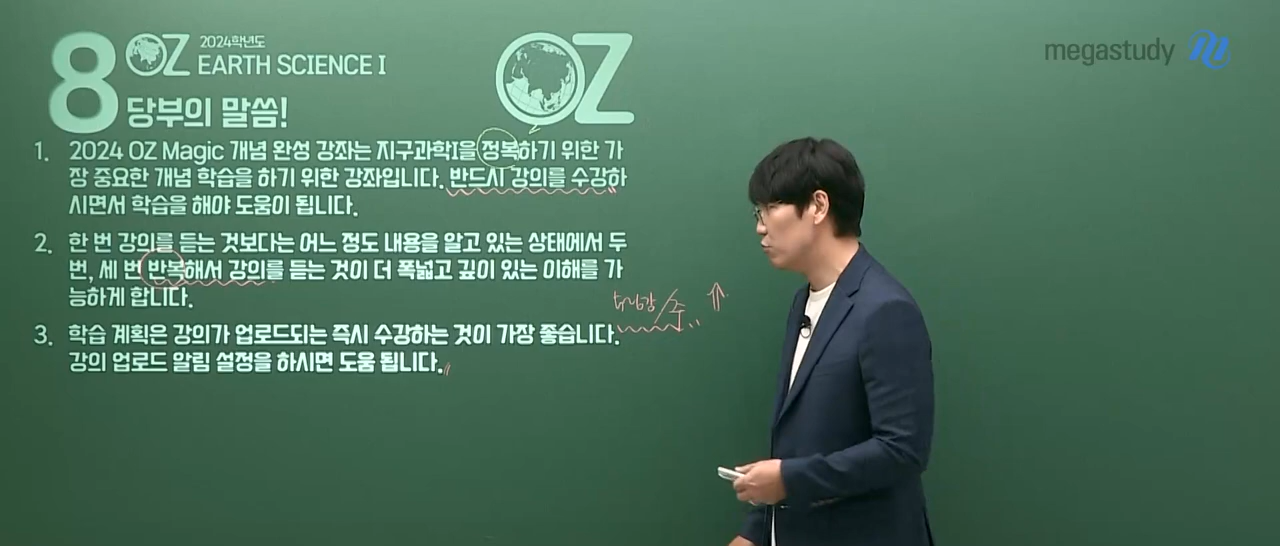 8
OZ 2024학년도
EARTH SCIENCE I
당부의 말씀!
OZ
megastudy
1. 2024 OZ Magic 개념 완성 강좌는 지구과학I을 정복하기 위한 가
장 중요한 개념 학습을 하기 위한 강좌입니다. 반드시 강의를 수강하
시면서 학습을 해야 도움이 됩니다.
2. 한 번 강의를 듣는 것보다는 어느 정도 내용을 알고 있는 상태에서 두
번, 세 번 반복해서 강의를 듣는 것이 더 폭넓고 깊이 있는 이해를 가
능하게 합니다.
3. 학습 계획은 강의가 업로드되는 즉시 수강하는 것이 가장 좋습니다.
강의 업로드 알림 설정을 하시면 도움 됩니다.